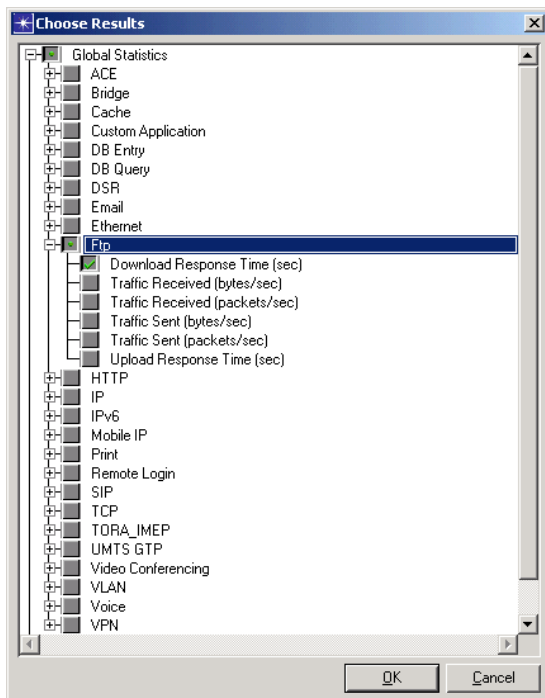 Choose Results
Global Statistics
ACE
Bridge
Cache
Custom Application
DB Entry
DB Query
DSR
Email
Ethernet
Ftp
Download Response Time (sec)
Traffic Received (bytes/sec)
Traffic Received (packets/sec)
Traffic Sent (bytes/sec)
Traffic Sent (packets/sec)
Upload Response Time (sec)
HTTP
IP
IPv6
Mobile IP
Print
Remote Login
SIP
TCP
TORA_IMEP
UMTS GTP
Video Conferencing
VLAN
Voice
VPN
OK Cancel